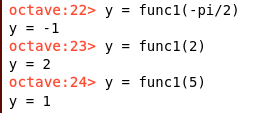 octave:22> y = func1(-pi/2)
y = -1
octave:23> y = func1(2)
y = 2
octave:24> y = func1(5)
y = 1